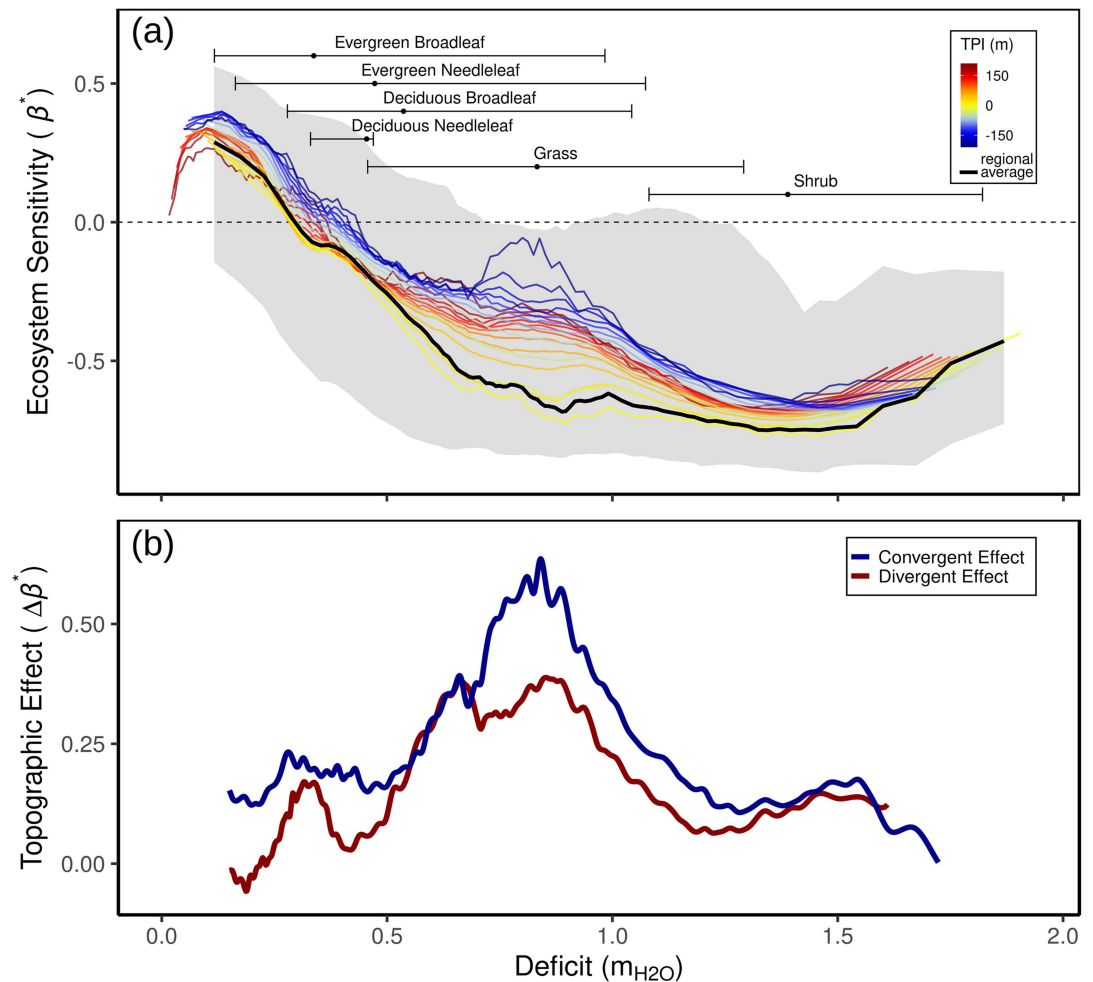 (a)
Evergreen Broadleaf
Evergreen Needleleaf
Deciduous Broadleaf
Deciduous Needleleaf
Grass
Shrub
TPI (m)
150
0
-150
regional
average
0.5
0.0
-0.5
Ecosystem Sensitivity ( β*)
(b)
Convergent Effect
Divergent Effect
0.50
0.25
0.00
Topographic Effect ( Δβ*)
0.0 0.5 1.0 1.5 2.0
Deficit (mH2O)